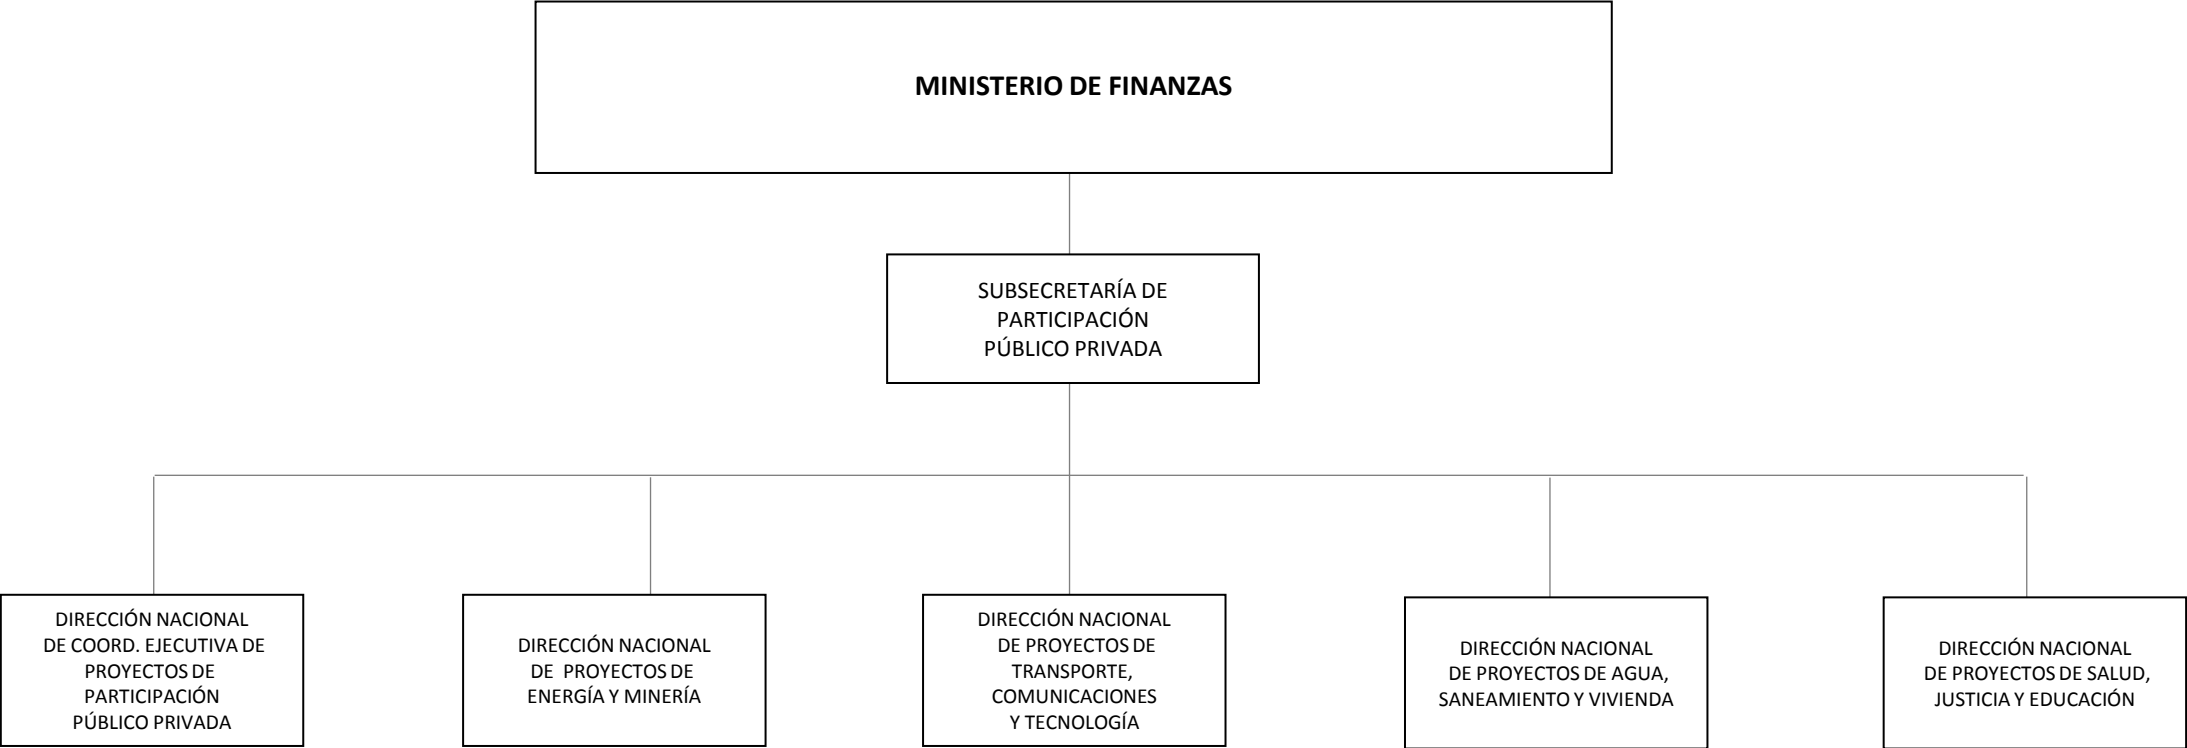 MINISTERIO DE FINANZAS
SUBSECRETARÍA DE
PARTICIPACIÓN
PÚBLICO PRIVADA
DIRECCIÓN NACIONAL
DE COORD. EJECUTIVA DE
PROYECTOS DE
PARTICIPACIÓN
PÚBLICO PRIVADA
DIRECCIÓN NACIONAL
DE PROYECTOS DE
ENERGÍA Y MINERÍA
DIRECCIÓN NACIONAL
DE PROYECTOS DE
TRANSPORTE,
COMUNICACIONES
Y TECNOLOGÍA
DIRECCIÓN NACIONAL
DE PROYECTOS DE AGUA,
SANEAMIENTO Y VIVIENDA
DIRECCIÓN NACIONAL
DE PROYECTOS DE SALUD,
JUSTICIA Y EDUCACIÓN